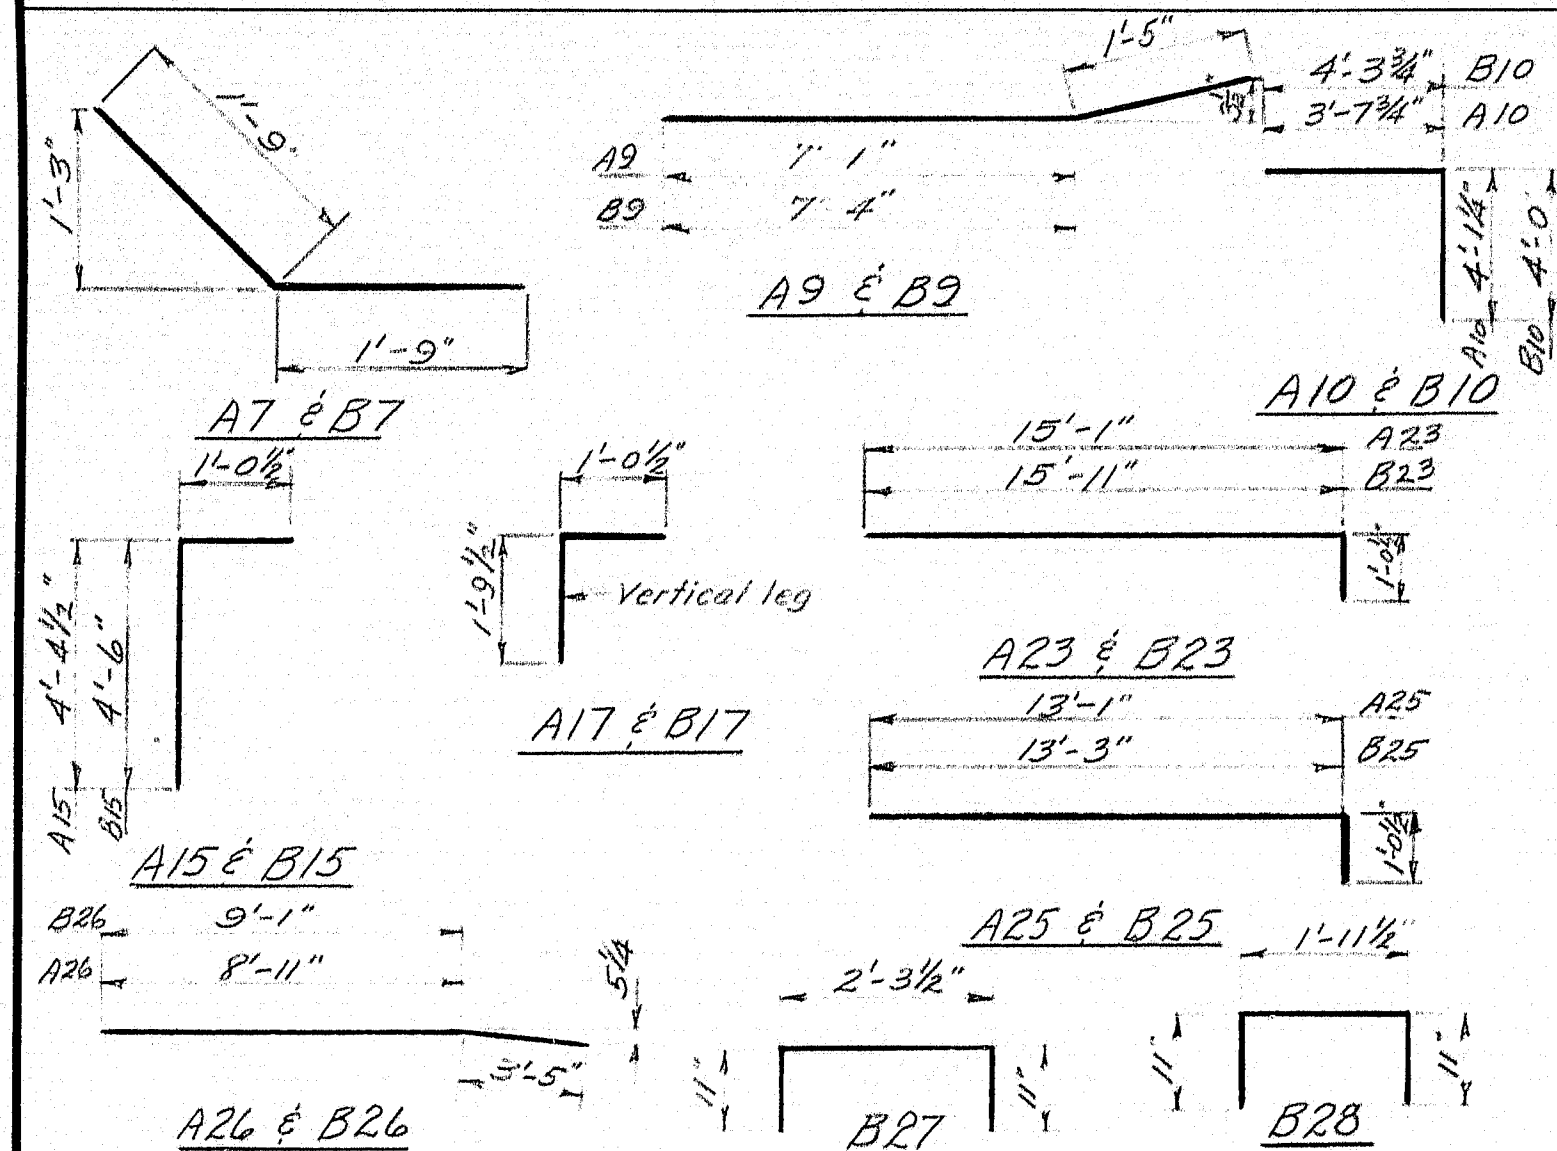 1'-9"
1'-3"
1'-9"
A7 & B7
1'-5"
A9 7'-1"
B9 7'-4"
A9 & B9
4'-3¾" B10
3'-7¾" A10
A10 4'-1¼"
B10 4'-0
A10 & B10
1'-0½"
A15 4'-4½"
B15 4'-6"
A15 & B15
1'-0½"
1'-9½"
Vertical leg
A17 & B17
15'-1" A23
15'-11" B23
A23 & B23
13'-1" A25
13'-3" B25
1'-0½"
A25 & B25
B26 9'-1"
A26 8'-11"
5¼
3'-5"
A26 & B26
2'-3½"
11"
11"
B27
1'-11½"
11"
11"
B28